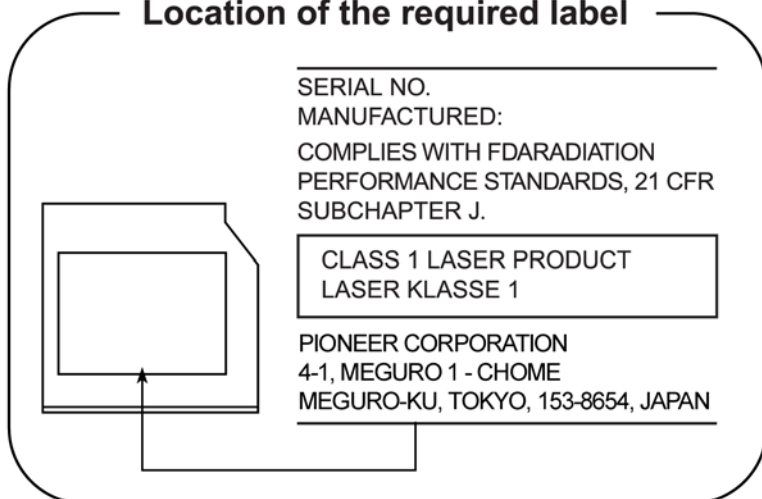 Location of the required label
SERIAL NO.
MANUFACTURED:
COMPLIES WITH FDARADIATION
PERFORMANCE STANDARDS, 21 CFR
SUBCHAPTER J.
CLASS 1 LASER PRODUCT
LASER KLASSE 1
PIONEER CORPORATION
4-1, MEGURO 1 - CHOME
MEGURO-KU, TOKYO, 153-8654, JAPAN